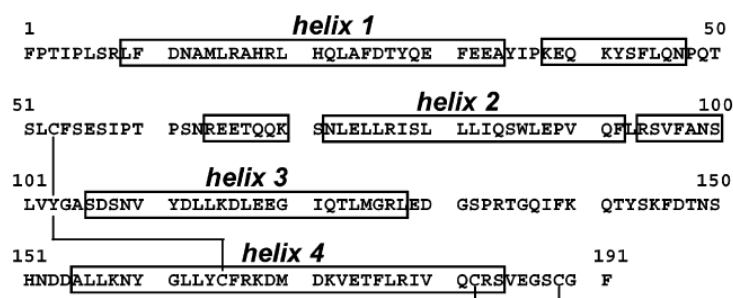 helix 1
1 50
FPTIPLSRLF DNAMLRAHRL HQLAFDTYQE FEEAYIPKEQ KYSFLQNPQT
51 helix 2 100
SLCFSESIPT PSNREETQQK SNLELLRISL LLIQSWLEPV QFLRSVFANS
101 helix 3 150
LVYGASDSNV YDLLKDLEEG IQTLMGRLED GSPRTGQIFK QTYSKFDTNS
151 helix 4 191
HNDDALLKNY GLLYCFRKDM DKVETFLRIV QCRSVEGSCG F